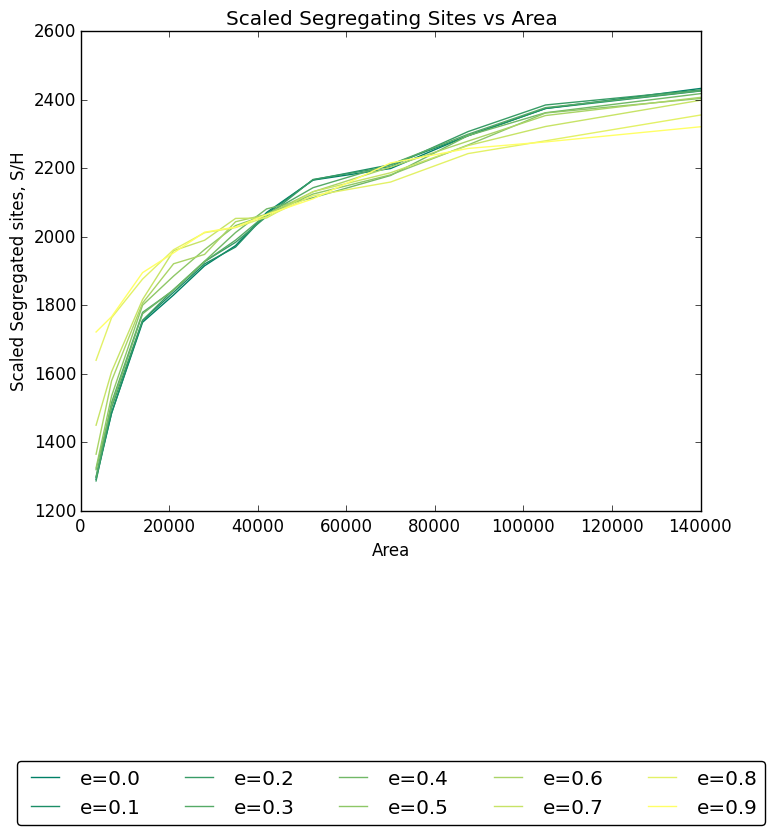 Scaled Segregating Sites vs Area
2600
2400
2200
2000
1800
1600
1400
1200
Scaled Segregated sites, S/H
0 20000 40000 60000 80000 100000 120000 140000
Area
e=0.0 e=0.2 e=0.4 e=0.6 e=0.8
e=0.1 e=0.3 e=0.5 e=0.7 e=0.9